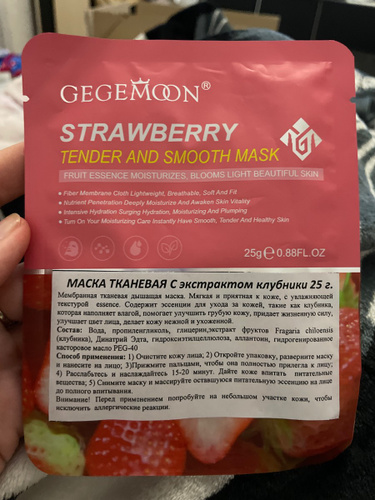 GEGEMOON®
STRAWBERRY
TENDER AND SMOOTH MASK
FRUIT ESSENCE MOISTURIZES, BLOOMS LIGHT BEAUTIFUL SKIN
• Fiber Membrane Cloth Lightweight, Breathable, Soft And Fit
• Nutrient Penetration Deeply Moisturize And Awaken Skin Vitality
• Intensive Hydration Surging Hydration, Moisturizing And Plumping
• Turn On Your Moisturizing Care Instantly Have Smooth, Tender And Healthy Skin
25g ℮ 0.88FL.OZ
МАСКА ТКАНЕВАЯ С экстрактом клубники 25 г.
Мембранная тканевая дышащая маска. Мягкая и приятная к коже, с увлажняющей
текстурой essence. Содержит эссенции для ухода за кожей, такие как клубника,
которая наполняет влагой, помогает улучшить грубую кожу, придает жизненную силу,
улучшает цвет лица, делает кожу нежной и ухоженной.
Состав: Вода, пропиленгликоль, глицерин,экстракт фруктов Fragaria chiloensis
(клубника), Динатрий Эдта, гидроксиэтилцеллюлоза, аллантоин, гидрогенированное
касторовое масло PEG-40
Способ применения: 1) Очистите кожу лица; 2) Откройте упаковку, разверните маску
и нанесите на лицо; 3)Прижмите пальцами, чтобы она полностью прилегла к лицу;
4) Расслабьтесь и наслаждайтесь 15-20 минут. Дайте коже впитать питательные
вещества; 5) Снимите маску и массируйте оставшуюся питательную эссенцию на лице
до полного впитывания.
Внимание! Перед применением попробуйте на небольшом участке кожи, чтобы
исключить аллергические реакции.